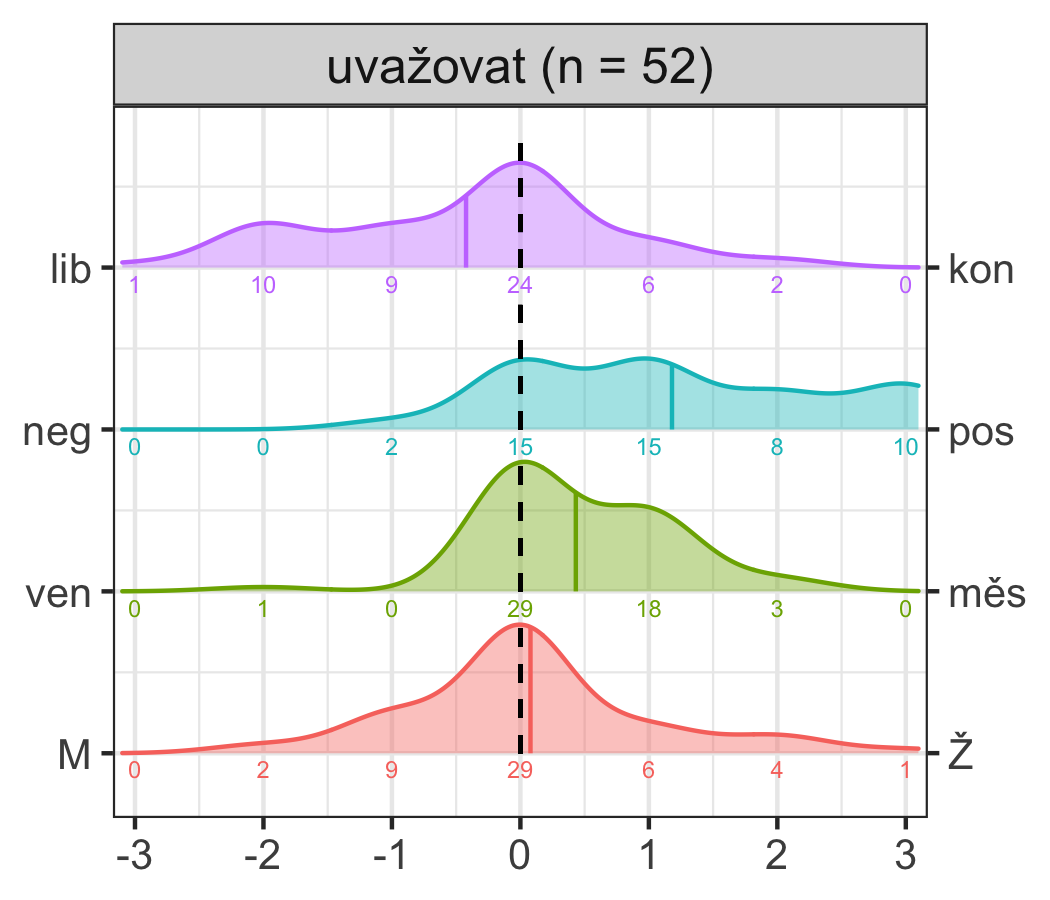 uvažovat (n = 52)
lib kon
1 10 9 24 6 2 0
neg pos
0 0 2 15 15 8 10
ven měs
0 1 0 29 18 3 0
M Ž
0 2 9 29 6 4 1
-3 -2 -1 0 1 2 3